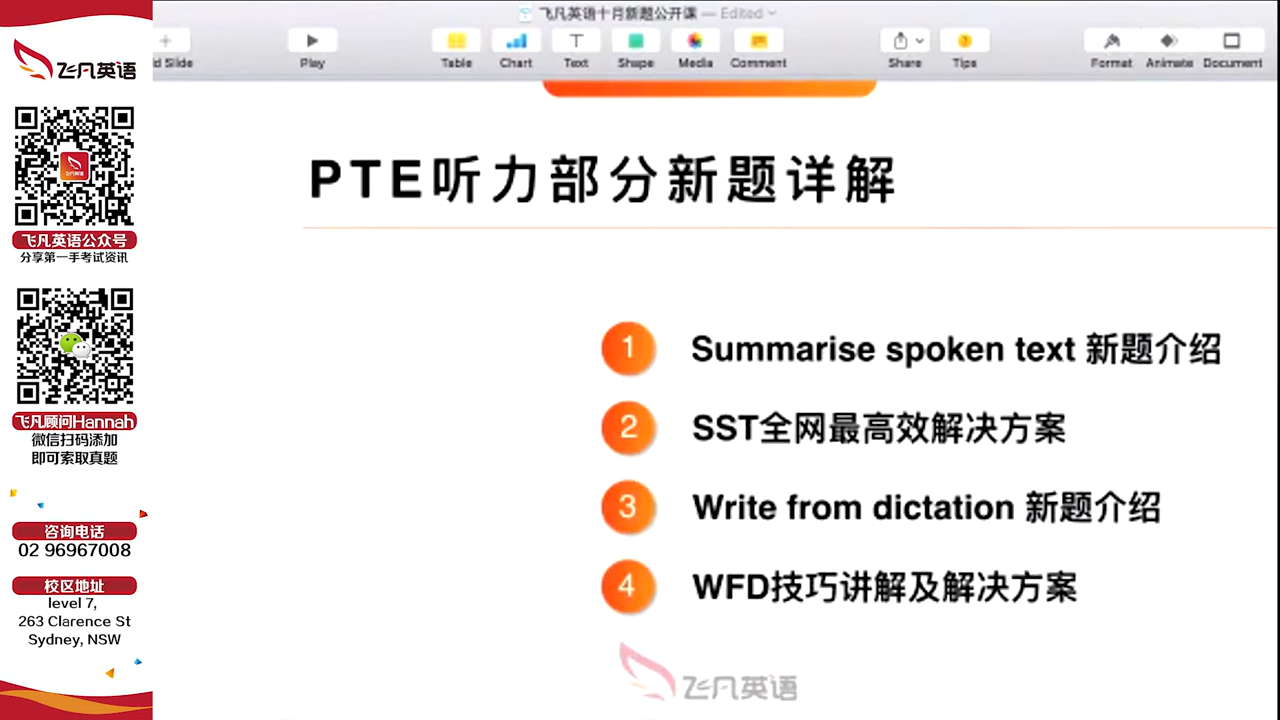 飞凡英语
飞凡英语公众号
分享第一手考试资讯
飞凡顾问Hannah
微信扫码添加
即可索取真题
咨询电话
02 96967008
校区地址
level 7,
263 Clarence St
Sydney, NSW
飞凡英语十月新题公开课 — Edited
d Slide
Play
Table
Chart
Text
Shape
Media
Comment
Share
Tips
Format
Animate
Document
PTE听力部分新题详解
1 Summarise spoken text 新题介绍
2 SST全网最高效解决方案
3 Write from dictation 新题介绍
4 WFD技巧讲解及解决方案
飞凡英语